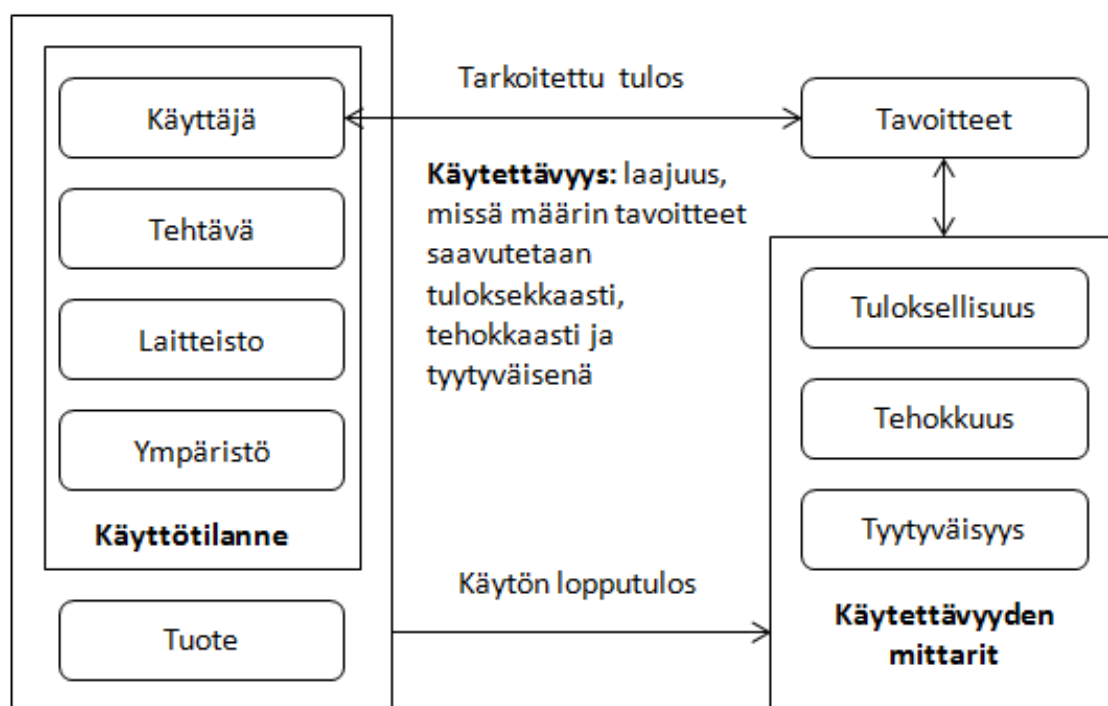 Käyttäjä
Tehtävä
Laitteisto
Ympäristö
Käyttötilanne
Tuote
Tarkoitettu tulos
Käytettävyys: laajuus,
missä määrin tavoitteet
saavutetaan
tuloksekkaasti,
tehokkaasti ja
tyytyväisenä
Käytön lopputulos
Tavoitteet
Tuloksellisuus
Tehokkuus
Tyytyväisyys
Käytettävyyden
mittarit